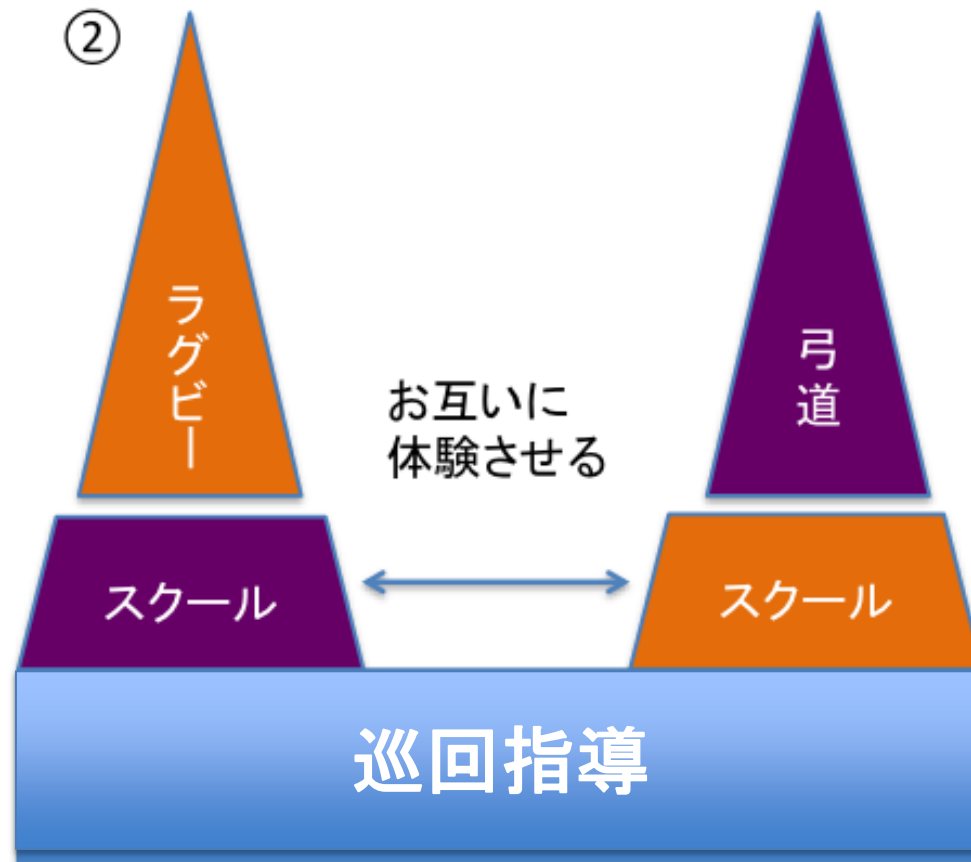 ②
ラグビー
弓道
お互いに
体験させる
スクール
スクール
巡回指導